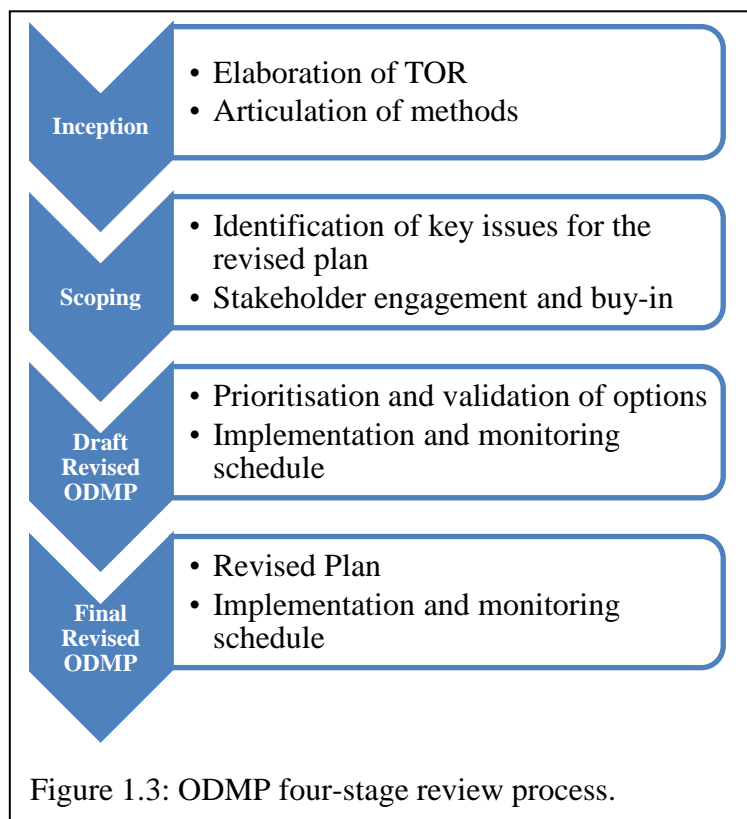 Inception
• Elaboration of TOR
• Articulation of methods
Scoping
• Identification of key issues for the
revised plan
• Stakeholder engagement and buy-in
Draft
Revised
ODMP
• Prioritisation and validation of options
• Implementation and monitoring
schedule
Final
Revised
ODMP
• Revised Plan
• Implementation and monitoring
schedule
Figure 1.3: ODMP four-stage review process.